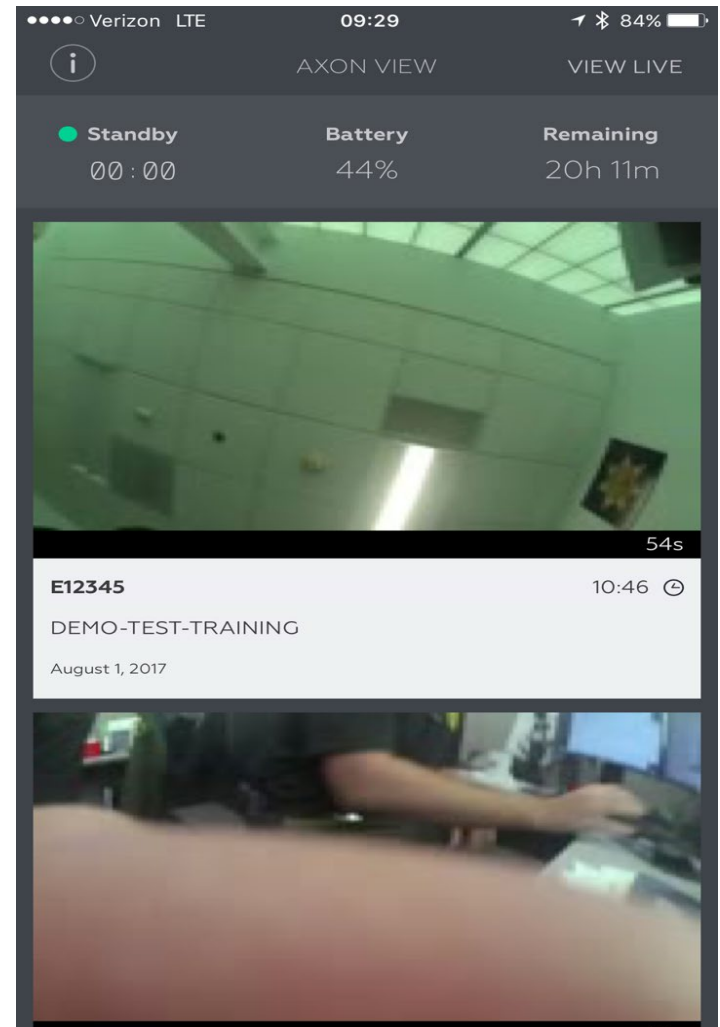 Verizon LTE 09:29 84%
i AXON VIEW VIEW LIVE
Standby Battery Remaining
00:00 44% 20h 11m
54s
E12345 10:46
DEMO-TEST-TRAINING
August 1, 2017